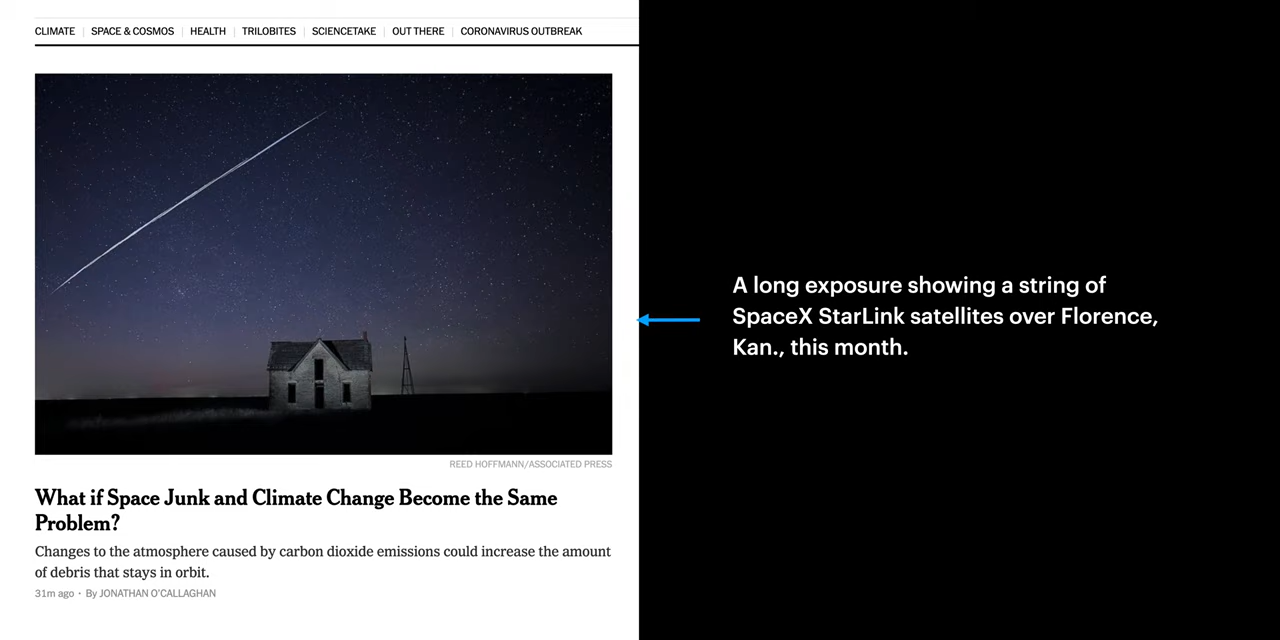 CLIMATE
SPACE & COSMOS
HEALTH
TRILOBITES
SCIENCETAKE
OUT THERE
CORONAVIRUS OUTBREAK
REED HOFFMANN/ASSOCIATED PRESS
What if Space Junk and Climate Change Become the Same
Problem?
Changes to the atmosphere caused by carbon dioxide emissions could increase the amount
of debris that stays in orbit.
31m ago • By JONATHAN O'CALLAGHAN
A long exposure showing a string of
SpaceX StarLink satellites over Florence,
Kan., this month.